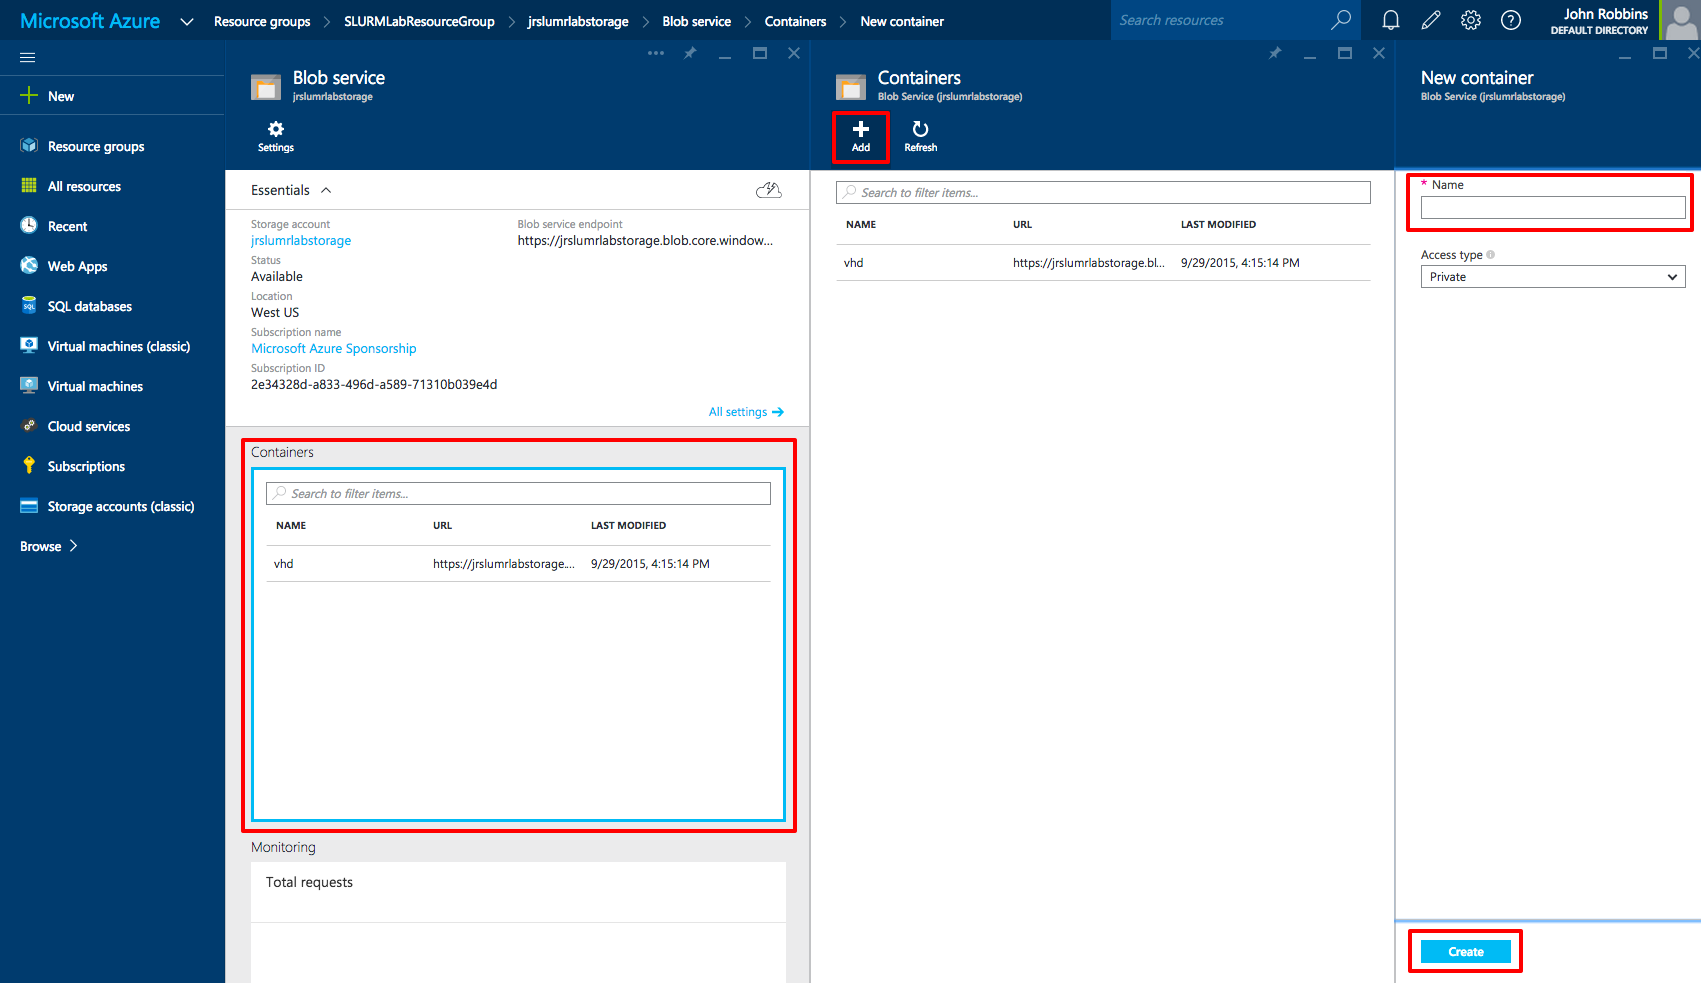 Microsoft Azure
Resource groups > SLURMLabResourceGroup > jrslumrlabstorage > Blob service > Containers > New container
Search resources
John Robbins
DEFAULT DIRECTORY
New
Resource groups
All resources
Recent
Web Apps
SQL databases
Virtual machines (classic)
Virtual machines
Cloud services
Subscriptions
Storage accounts (classic)
Browse >
Blob service
jrslumrlabstorage
Settings
Essentials
Storage account
jrslumrlabstorage
Status
Available
Location
West US
Subscription name
Microsoft Azure Sponsorship
Subscription ID
2e34328d-a833-496d-a589-71310b039e4d
Blob service endpoint
https://jrslumrlabstorage.blob.core.window...
All settings →
Containers
Search to filter items...
NAME URL LAST MODIFIED
vhd https://jrslumrlabstorage.... 9/29/2015, 4:15:14 PM
Monitoring
Total requests
Containers
Blob Service (jrslumrlabstorage)
Add Refresh
Search to filter items...
NAME URL LAST MODIFIED
vhd https://jrslumrlabstorage.bl... 9/29/2015, 4:15:14 PM
New container
Blob Service (jrslumrlabstorage)
* Name
Access type
Private
Create